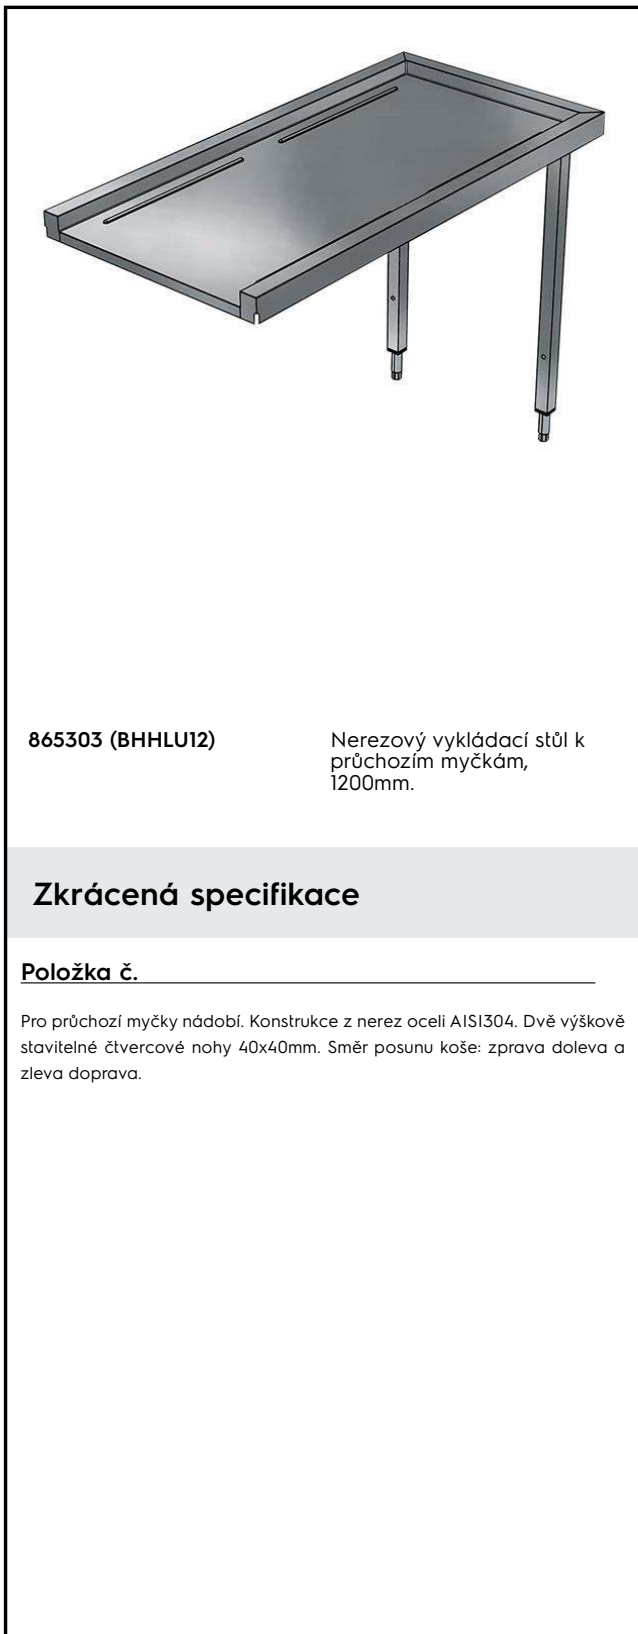 865303 (BHHLU12)
Nerezový vykládací stůl k
průchozím myčkám,
1200mm.
Zkrácená specifikace
Položka č.
Pro průchozí myčky nádobí. Konstrukce z nerez oceli AISI304. Dvě výškově
stavitelné čtvercové nohy 40x40mm. Směr posunu koše: zprava doleva a
zleva doprava.